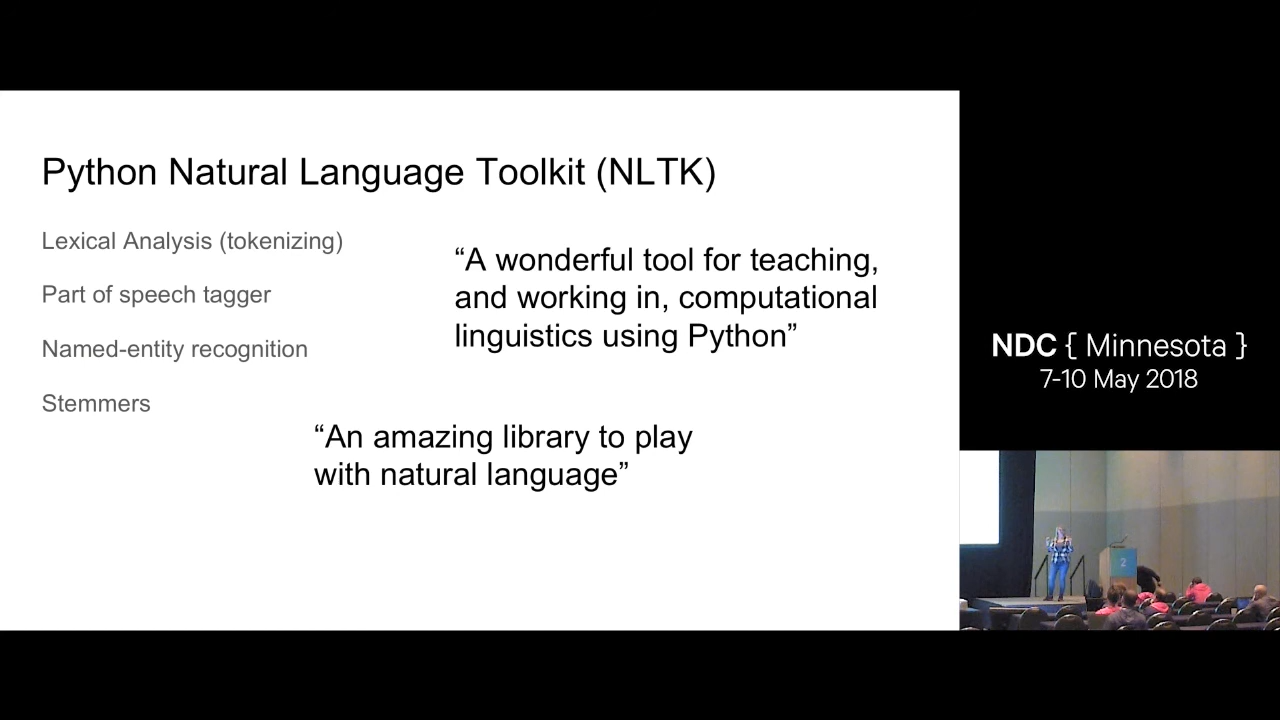 Python Natural Language Toolkit (NLTK)
Lexical Analysis (tokenizing)
Part of speech tagger
Named-entity recognition
Stemmers
“A wonderful tool for teaching,
and working in, computational
linguistics using Python”
“An amazing library to play
with natural language”
NDC { Minnesota }
7-10 May 2018
2